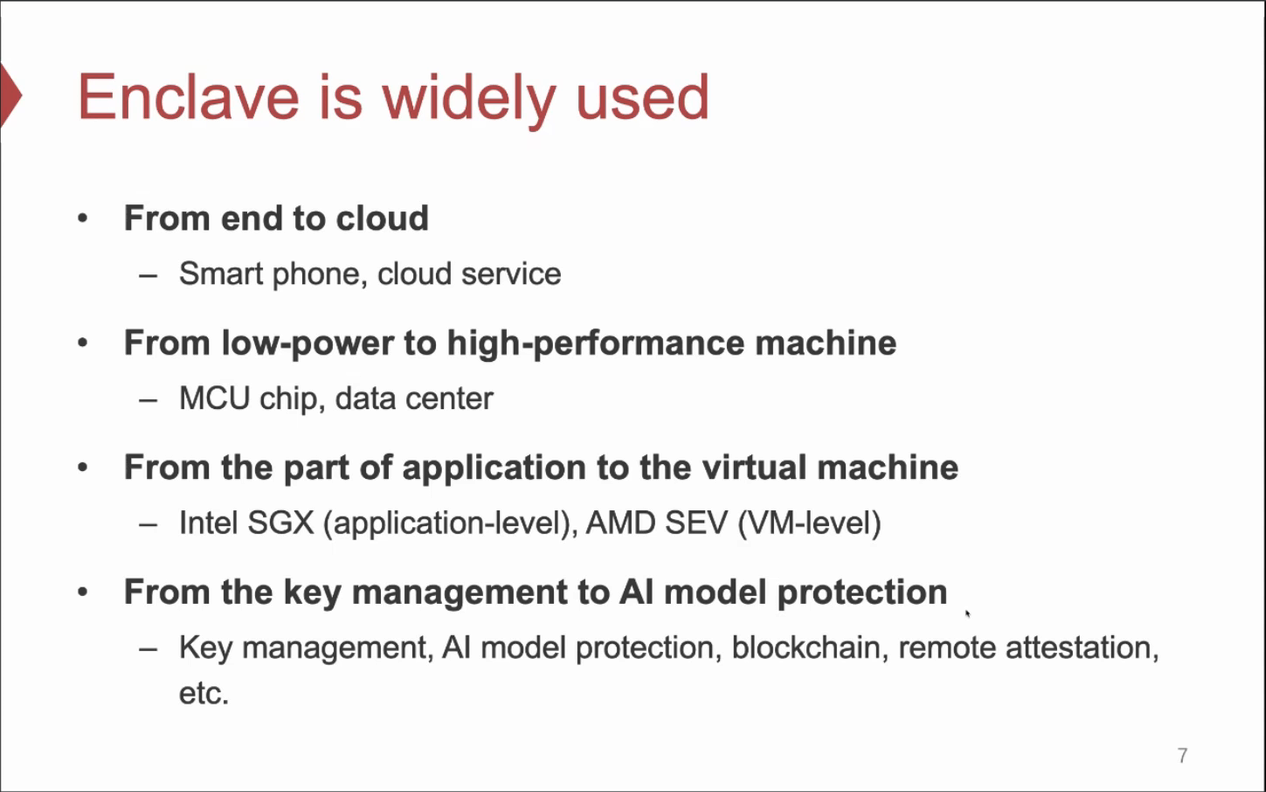 Enclave is widely used
• From end to cloud
– Smart phone, cloud service
• From low-power to high-performance machine
– MCU chip, data center
• From the part of application to the virtual machine
– Intel SGX (application-level), AMD SEV (VM-level)
• From the key management to AI model protection
– Key management, AI model protection, blockchain, remote attestation,
etc.
7